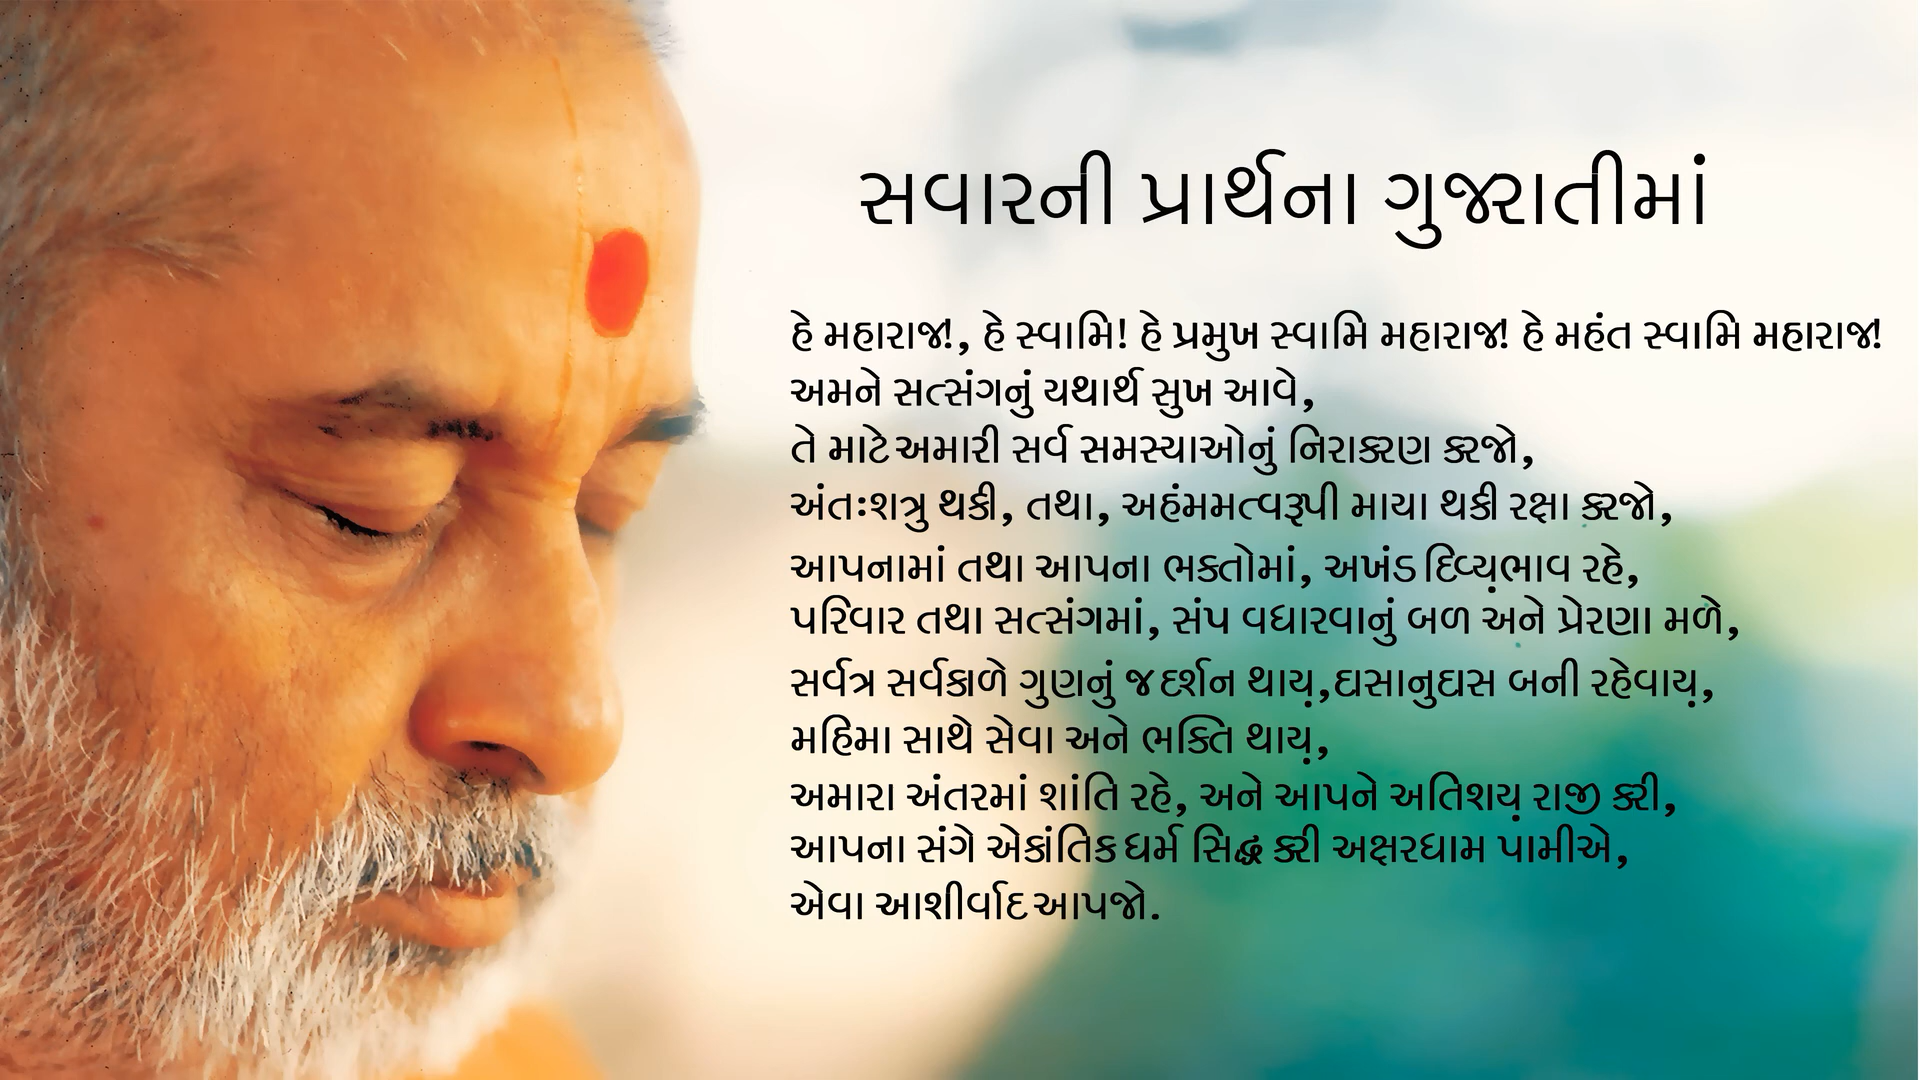 સવારની પ્રાર્થના ગુજરાતીમાં
હે મહારાજ!, હે સ્વામિ! હે પ્રમુખ સ્વામિ મહારાજ! હે મહંત સ્વામિ મહારાજ!
અમને સત્સંગનું યથાર્થ સુખ આવે,
તે માટે અમારી સર્વ સમસ્યાઓનું નિરાકરણ કરજો,
અંતઃશત્રુ થકી, તથા, અહંમમત્વરૂપી માયા થકી રક્ષા કરજો,
આપનામાં તથા આપના ભક્તોમાં, અખંડ દિવ્ય઼ભાવ રહે,
પરિવાર તથા સત્સંગમાં, સંપ વધારવાનું બળ અને પ્રેરણા મળે,
સર્વત્ર સર્વકાળે ગુણનું જ દર્શન થાય઼,દાસાનુદાસ બની રહેવાય઼,
મહિમા સાથે સેવા અને ભક્તિ થાય઼,
અમારા અંતરમાં શાંતિ રહે, અને આપને અતિશય઼ રાજી કરી,
આપના સંગે એકાંતિક ધર્મ સિદ્ધ કરી અક્ષરધામ પામીએ,
એવા આશીર્વાદ આપજો.